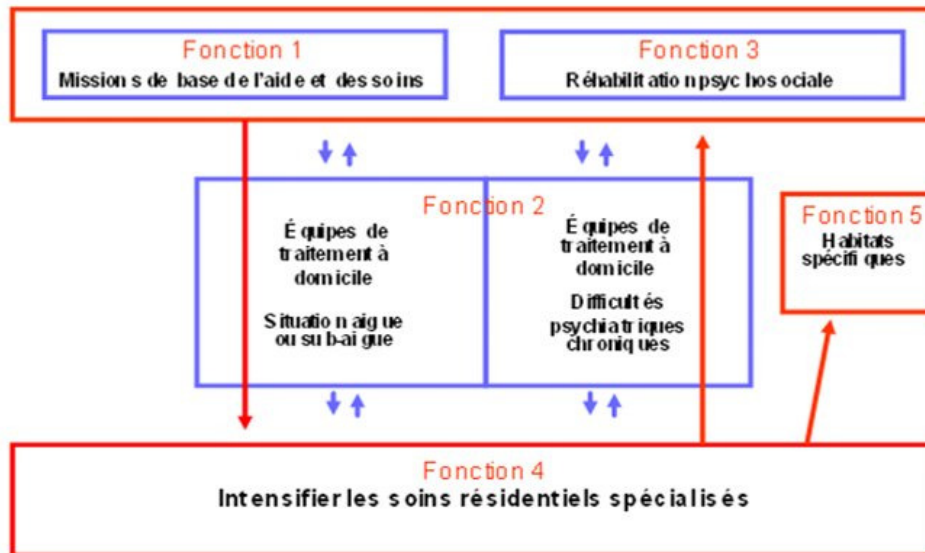 Fonction 1
Missions de base de l'aide et des soins
Fonction 3
Réhabilitation psychosociale
Fonction 2
Équipes de
traitement à
domicile
Situation aigue
ou sub-aigue
Équipes de
traitement à
domicile
Difficultés
psychiatriques
chroniques
Fonction 5
Habitats
spécifiques
Fonction 4
Intensifier les soins résidentiels spécialisés